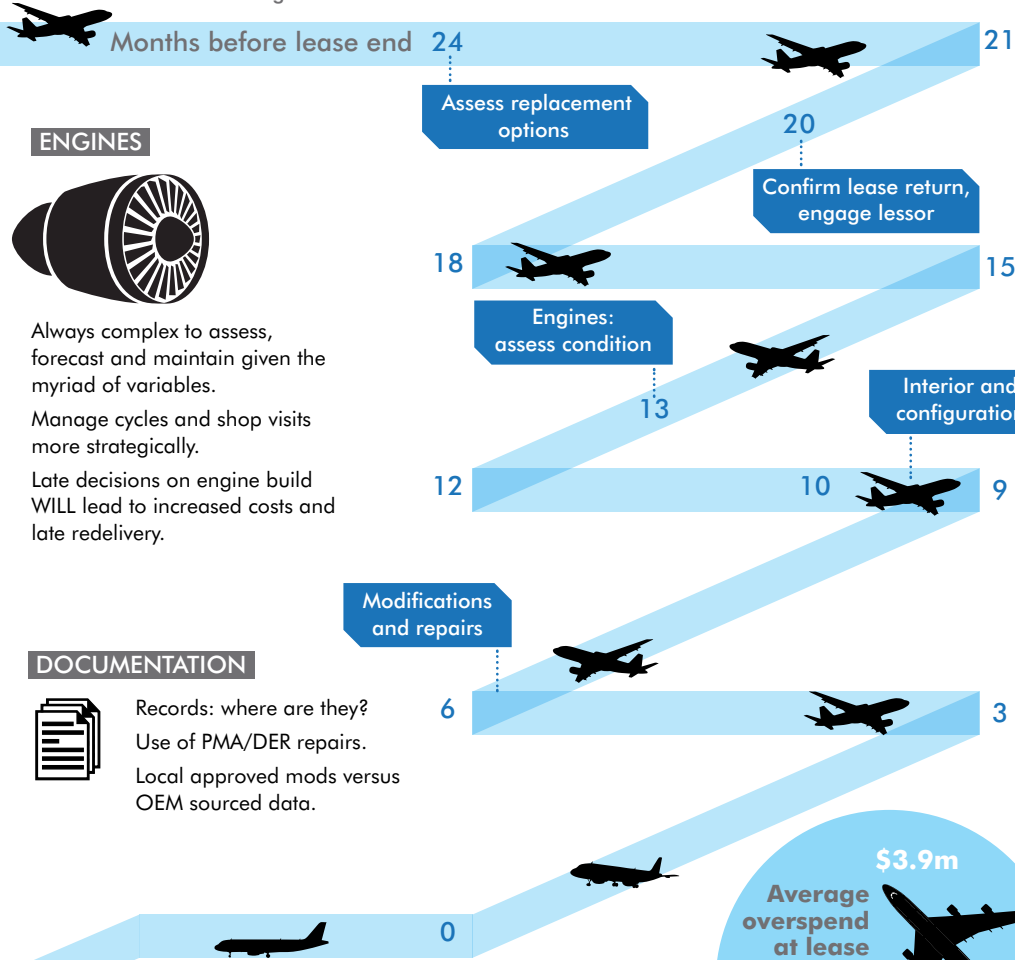 Months before lease end 24
21
Assess replacement
options
20
Confirm lease return,
engage lessor
ENGINES
Always complex to assess,
forecast and maintain given the
myriad of variables.
Manage cycles and shop visits
more strategically.
Late decisions on engine build
WILL lead to increased costs and
late redelivery.
18
15
Engines:
assess condition
13
Interior and
12
10
9
Modifications
and repairs
DOCUMENTATION
Records: where are they?
Use of PMA/DER repairs.
Local approved mods versus
OEM sourced data.
6
3
$3.9m
Average
overspend
at lease
0